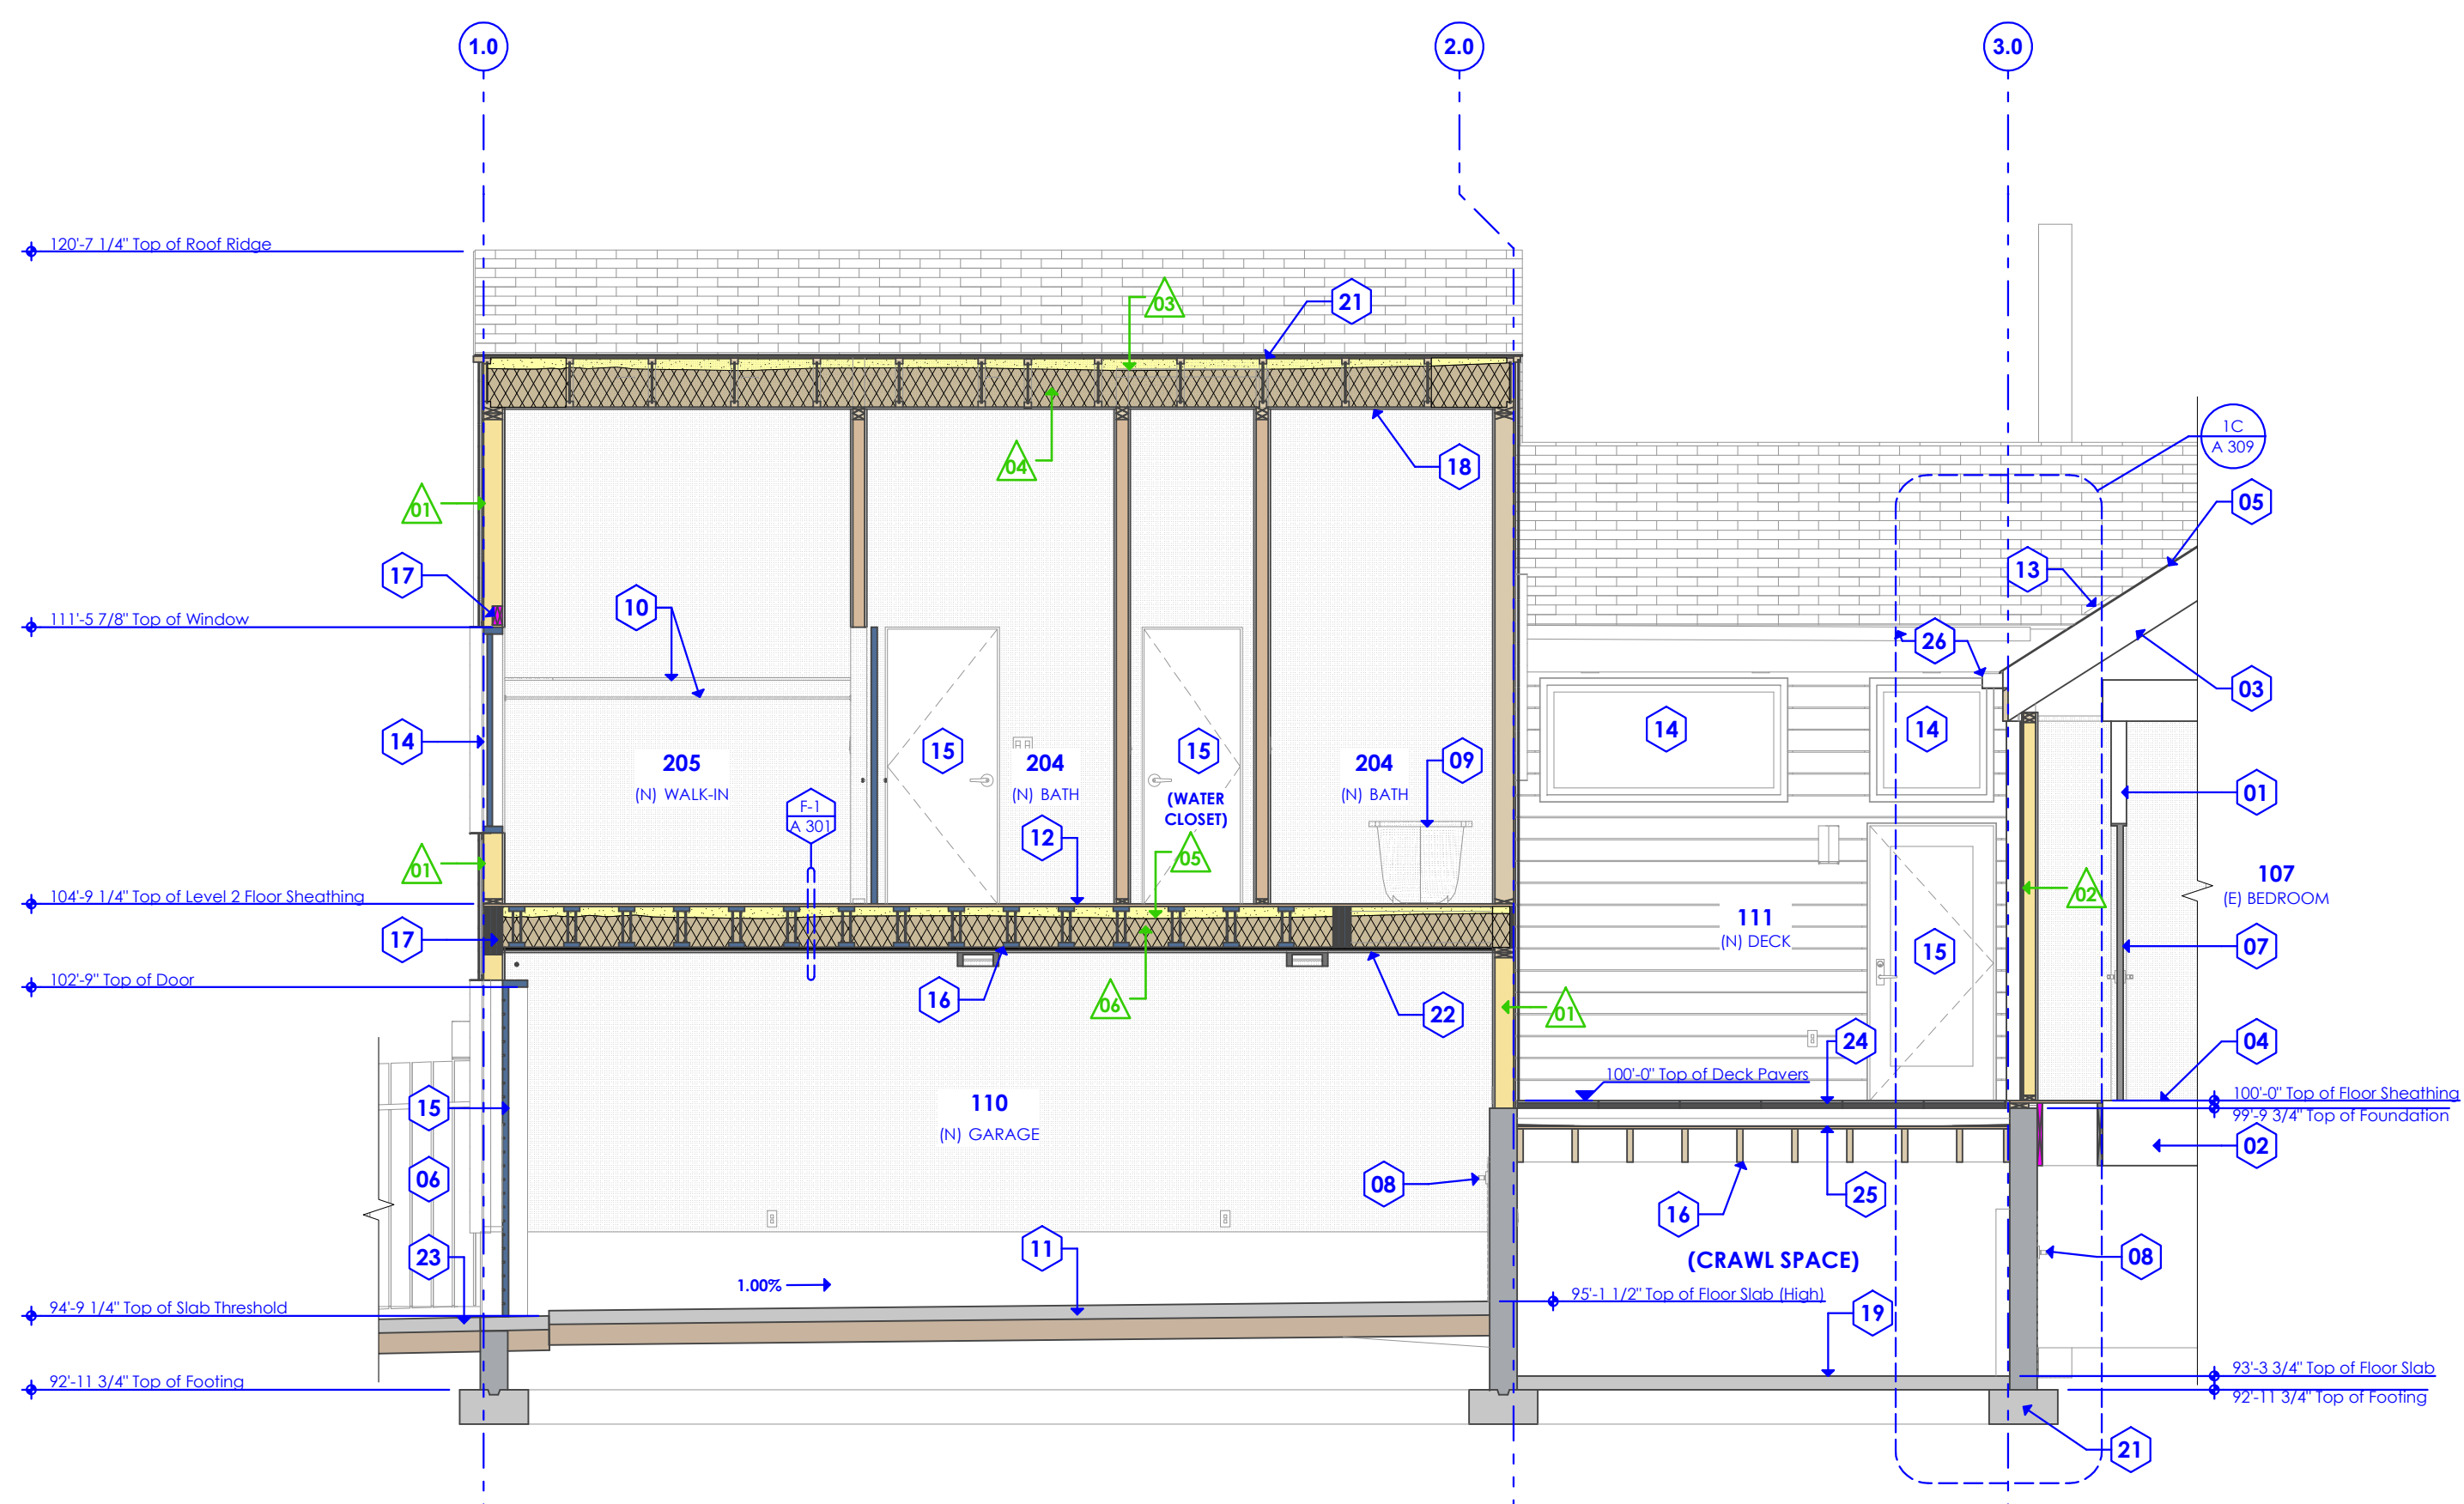 1.0
2.0
3.0
120'-7 1/4" Top of Roof Ridge
03
21
1C
A 309
04
18
05
01
17
13
10
111'-5 7/8" Top of Window
26
03
14
15
15
14
14
205
(N) WALK-IN
204
(N) BATH
204
(N) BATH
09
(WATER
CLOSET)
01
F-1
A 301
12
05
01
104'-9 1/4" Top of Level 2 Floor Sheathing
107
(E) BEDROOM
02
111
(N) DECK
17
15
07
102'-9" Top of Door
16
06
22
01
24
04
100'-0" Top of Deck Pavers
100'-0" Top of Floor Sheathing
99'-9 3/4" Top of Foundation
15
110
(N) GARAGE
02
06
08
25
16
23
11
(CRAWL SPACE)
08
1.00%
95'-1 1/2" Top of Floor Slab (High)
94'-9 1/4" Top of Slab Threshold
19
92'-11 3/4" Top of Footing
93'-3 3/4" Top of Floor Slab
92'-11 3/4" Top of Footing
21